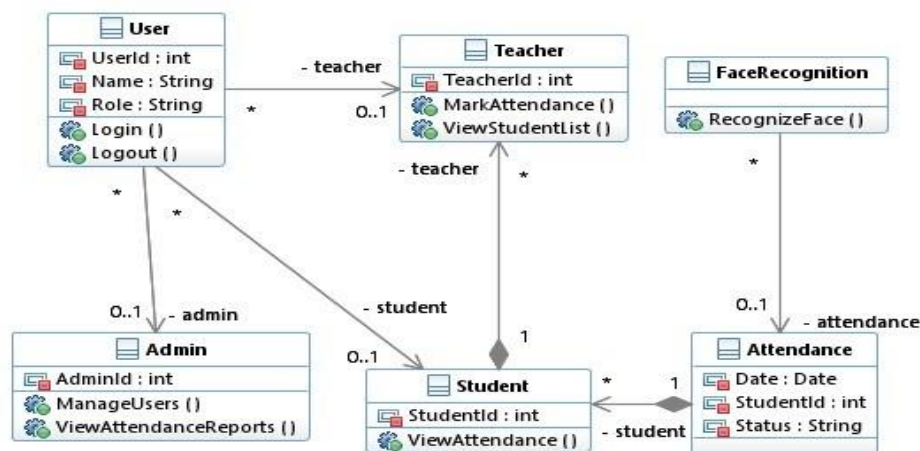 User
UserId : int
Name : String
Role : String
Login ()
Logout ()
- teacher
*
0..1
Teacher
TeacherId : int
MarkAttendance ()
ViewStudentList ()
FaceRecognition
RecognizeFace ()
- teacher
*
*
*
*
0..1
- admin
- student
0..1
1
0..1
- attendance
Admin
AdminId : int
ManageUsers ()
ViewAttendanceReports ()
Student
StudentId : int
ViewAttendance ()
*
1
- student
Attendance
Date : Date
StudentId : int
Status : String